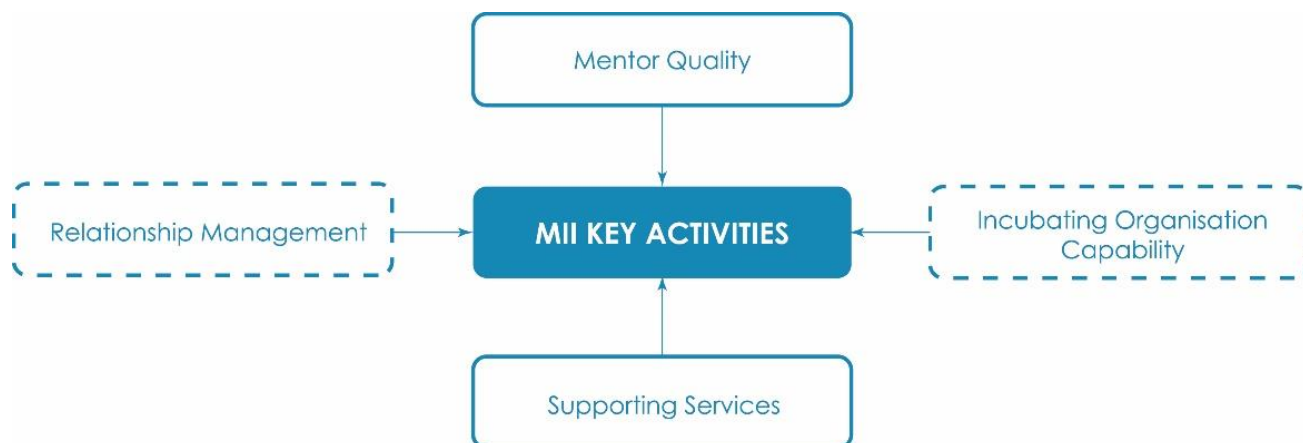 Mentor Quality
Relationship Management
MII KEY ACTIVITIES
Incubating Organisation
Capability
Supporting Services